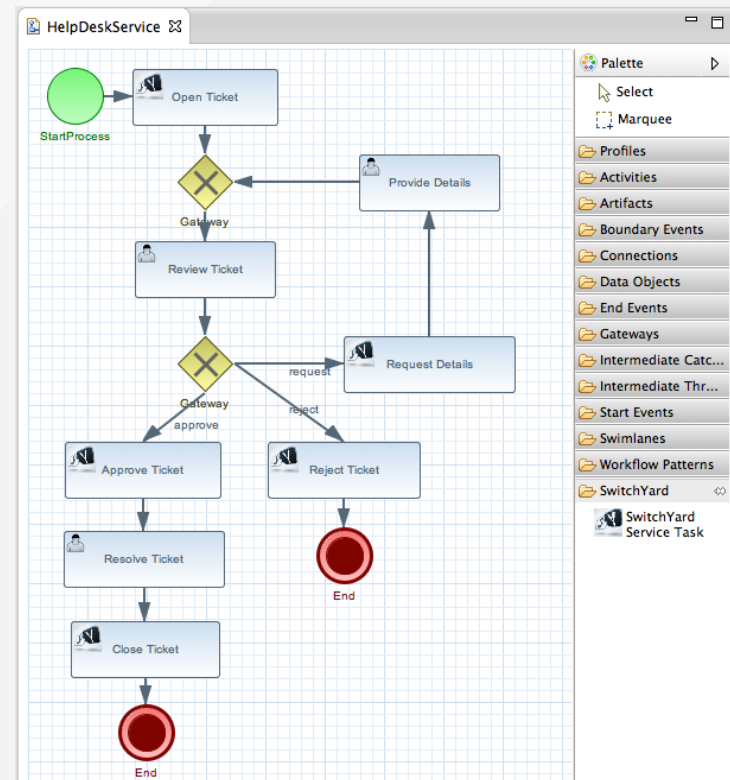 HelpDeskService
StartProcess
Open Ticket
Gateway
Provide Details
Review Ticket
Gateway
request
Request Details
reject
approve
Approve Ticket
Reject Ticket
Resolve Ticket
End
Close Ticket
End
Palette
Select
Marquee
Profiles
Activities
Artifacts
Boundary Events
Connections
Data Objects
End Events
Gateways
Intermediate Catc...
Intermediate Thr...
Start Events
Swimlanes
Workflow Patterns
SwitchYard
SwitchYard
Service Task